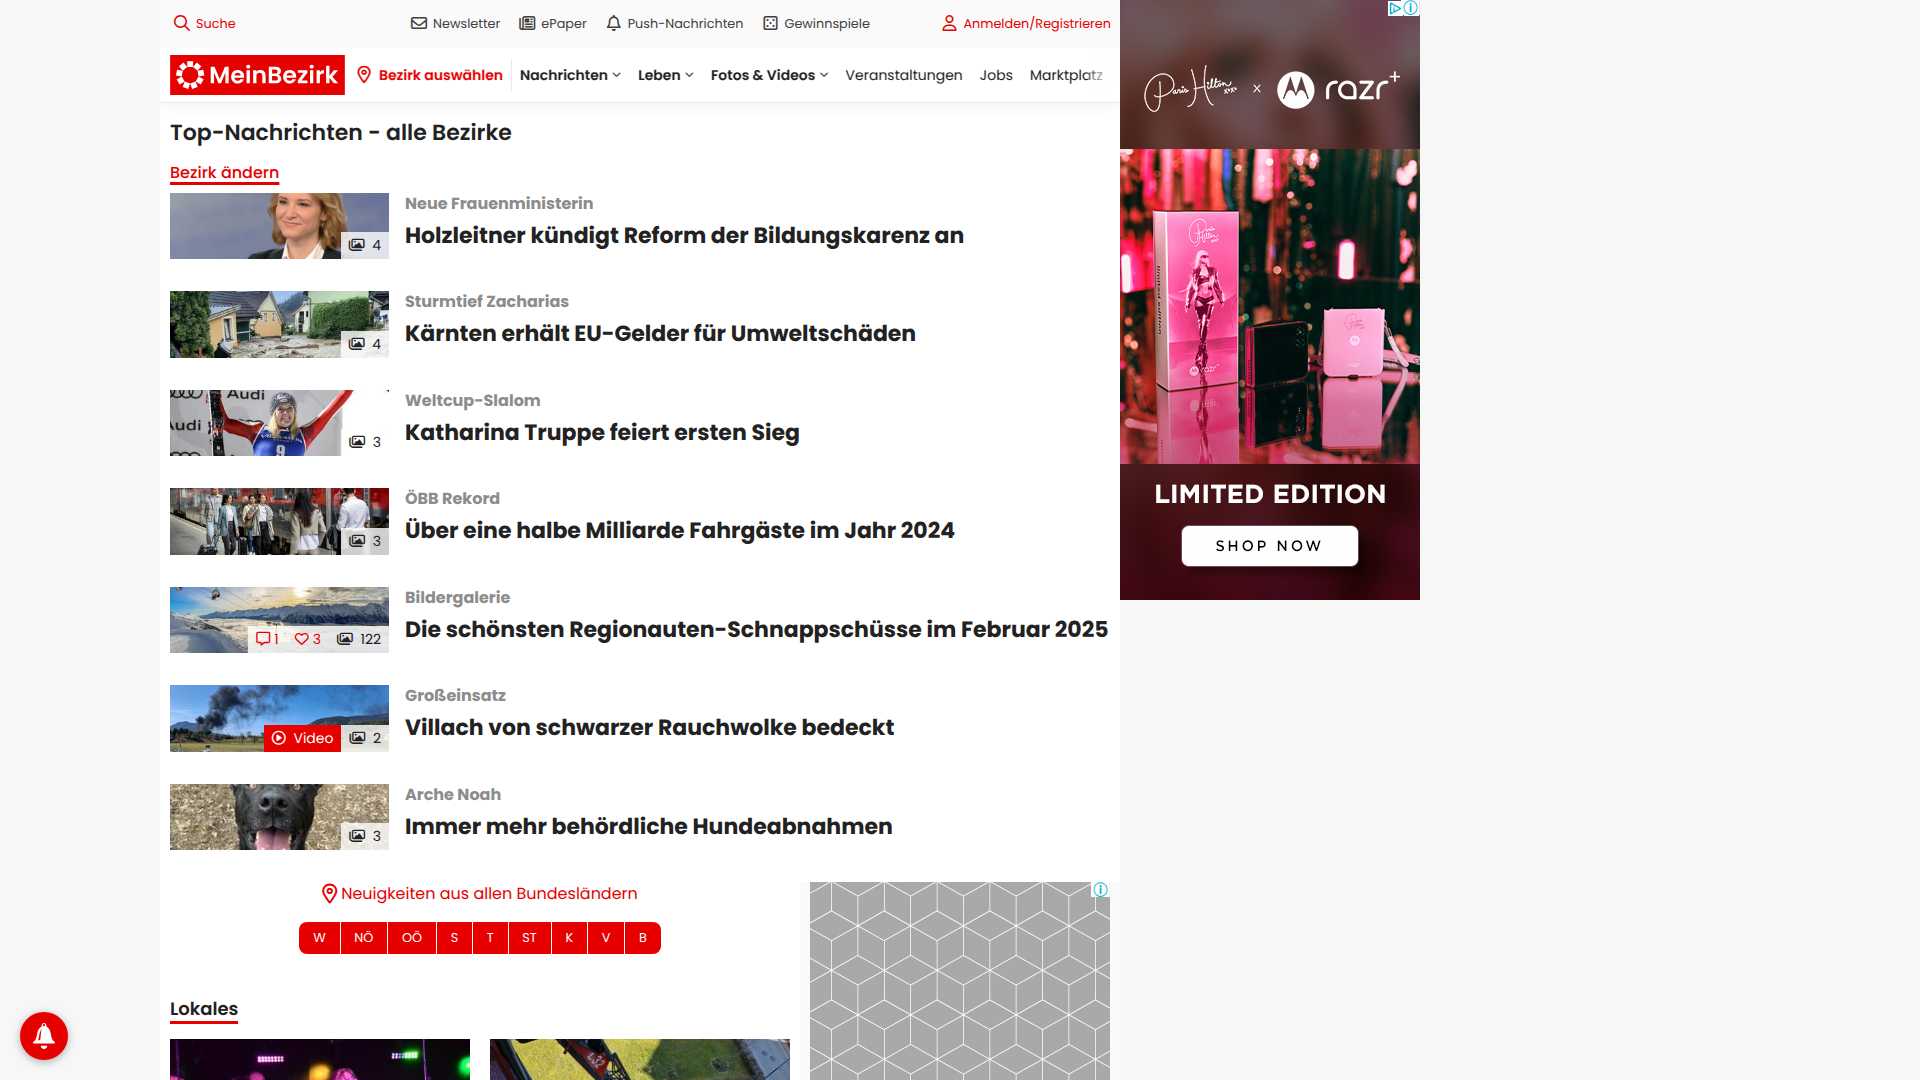 Suche
Newsletter
ePaper
Push-Nachrichten
Gewinnspiele
Anmelden/Registrieren
MeinBezirk
Bezirk auswählen
Nachrichten
Leben
Fotos & Videos
Veranstaltungen
Jobs
Marktplatz
Paris Hilton x razr+
Top-Nachrichten - alle Bezirke
Bezirk ändern
Neue Frauenministerin
Holzleitner kündigt Reform der Bildungskarenz an
4
Sturmtief Zacharias
Kärnten erhält EU-Gelder für Umweltschäden
4
Weltcup-Slalom
Katharina Truppe feiert ersten Sieg
Audi
9
3
ÖBB Rekord
Über eine halbe Milliarde Fahrgäste im Jahr 2024
3
Bildergalerie
Die schönsten Regionauten-Schnappschüsse im Februar 2025
1 3 122
Großeinsatz
Villach von schwarzer Rauchwolke bedeckt
Video 2
Arche Noah
Immer mehr behördliche Hundeabnahmen
3
razr
LIMITED EDITION
SHOP NOW
Neuigkeiten aus allen Bundesländern
W NÖ OÖ S T ST K V B
Lokales